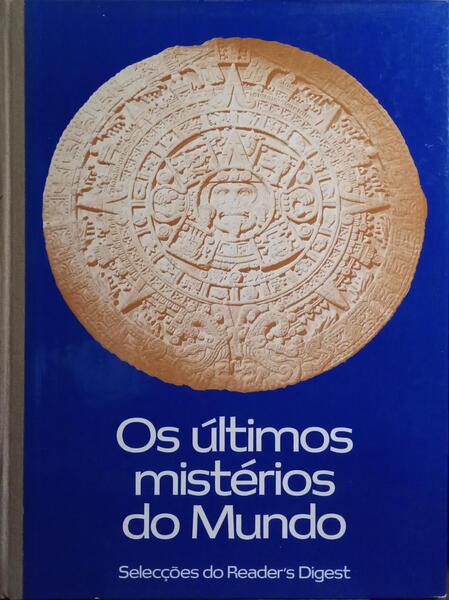 Os últimos
mistérios
do Mundo
Selecções do Reader's Digest